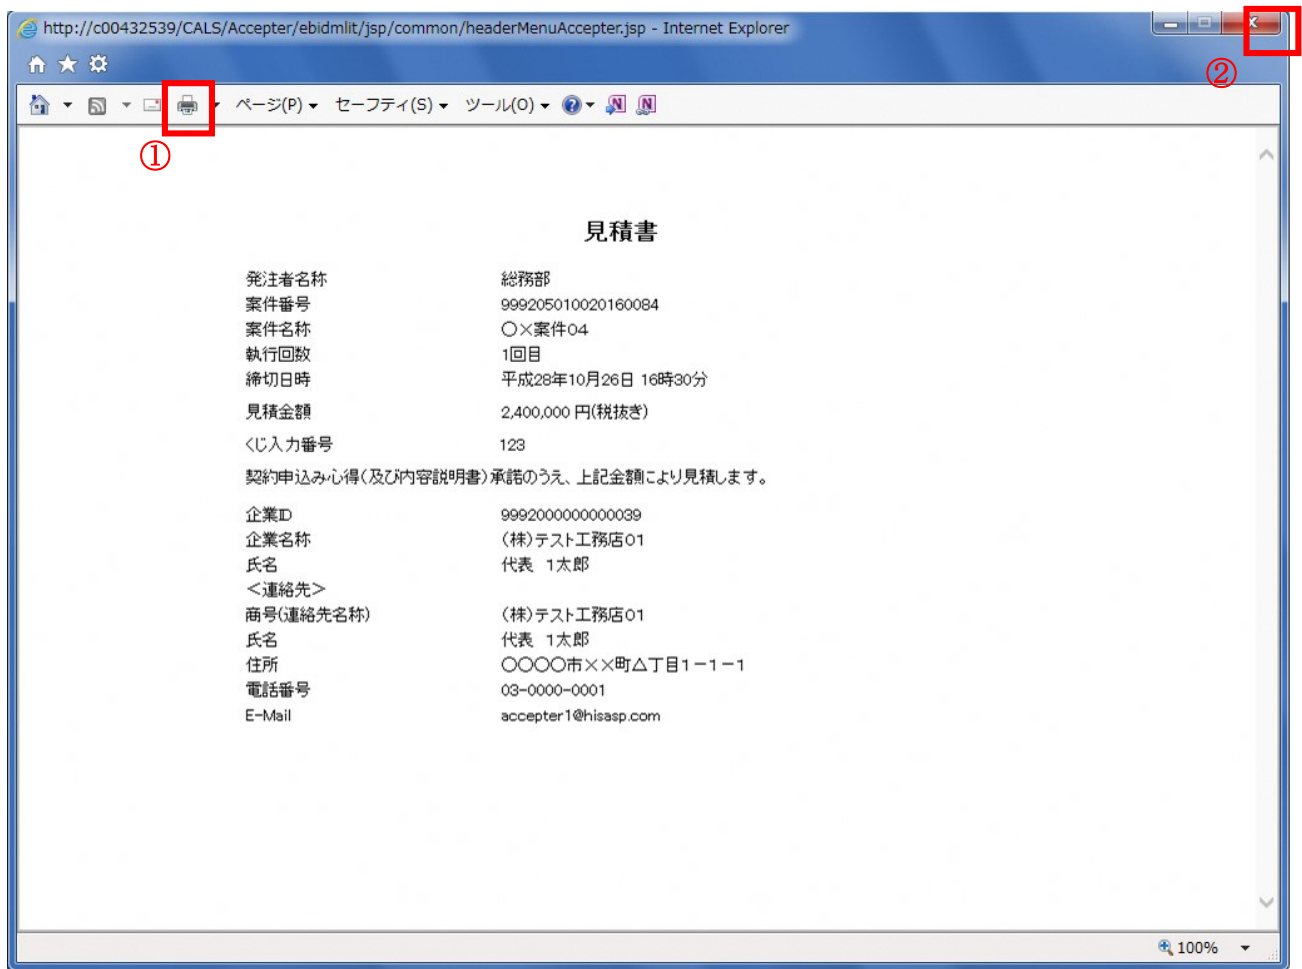 http://c00432539/CALS/Accepter/ebidmlit/jsp/common/headerMenuAccepter.jsp - Internet Explorer
②
ページ(P) セーフティ(S) ツール(O)
①
見積書
発注者名称 総務部
案件番号 999205010020160084
案件名称 〇×案件04
執行回数 1回目
締切日時 平成28年10月26日 16時30分
見積金額 2,400,000 円(税抜き)
くじ入力番号 123
契約申込み心得(及び内容説明書)承諾のうえ、上記金額により見積します。
企業ID 9992000000000039
企業名称 (株)テスト工務店01
氏名 代表 1太郎
<連絡先>
商号(連絡先名称) (株)テスト工務店01
氏名 代表 1太郎
住所 〇〇〇〇市××町△丁目1-1-1
電話番号 03-0000-0001
E-Mail accepter1@hisasp.com
100%